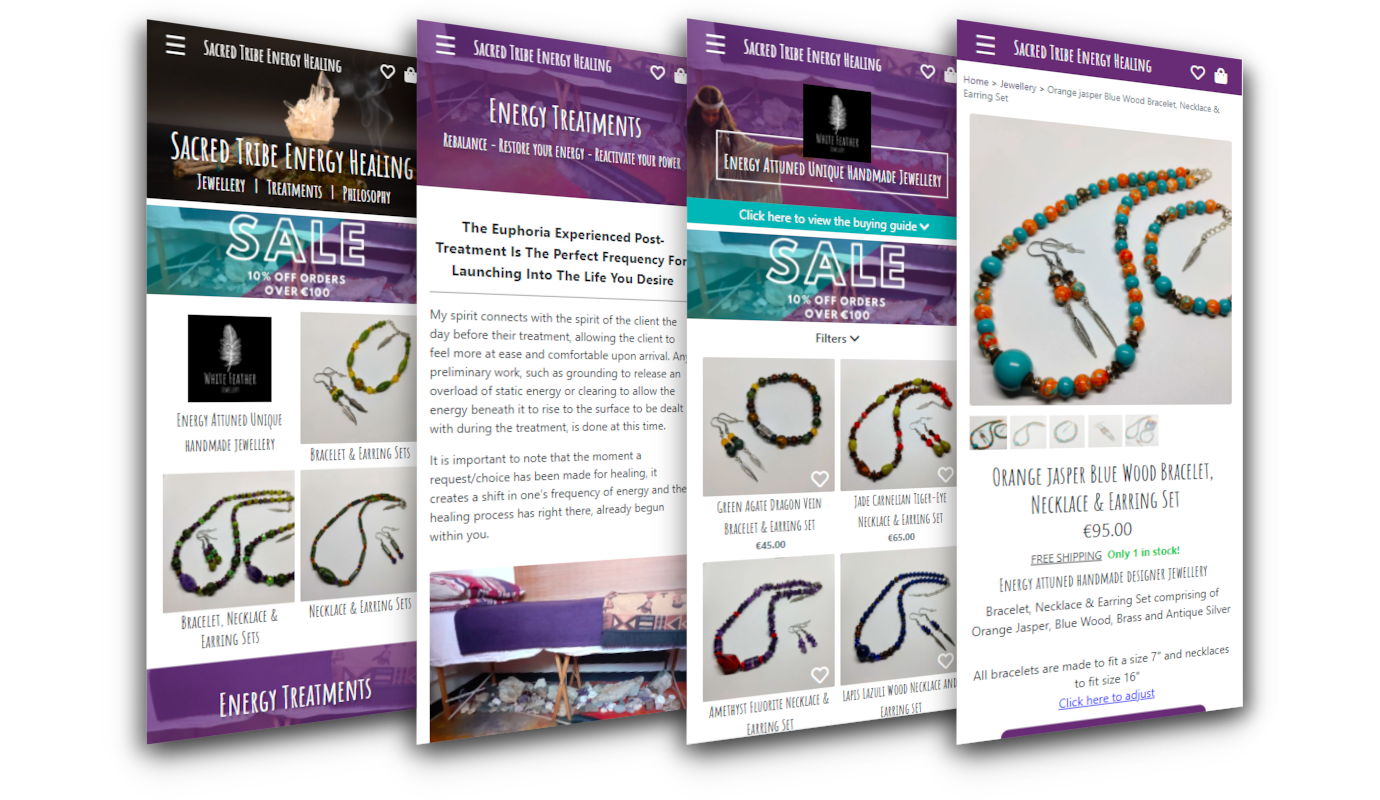 Sacred Tribe Energy Healing
Sacred Tribe Energy Healing
Jewellery | Treatments | Philosophy
SALE
10% OFF ORDERS
OVER €100
White Feather
Jewellery
Energy Attuned Unique
Handmade Jewellery
Bracelet & Earring Sets
Bracelet, Necklace &
Earring Sets
Necklace & Earring Sets
Energy Treatments
Sacred Tribe Energy Healing
Energy Treatments
Rebalance - Restore your energy - Reactivate your power
The Euphoria Experienced Post-
Treatment Is The Perfect Frequency For
Launching Into The Life You Desire
My spirit connects with the spirit of the client the
day before their treatment, allowing the client to
feel more at ease and comfortable upon arrival. Any
preliminary work, such as grounding to release an
overload of static energy or clearing to allow the
energy beneath it to rise to the surface to be dealt
with during the treatment, is done at this time.
It is important to note that the moment a
request/choice has been made for healing, it
creates a shift in one's frequency of energy and the
healing process has right there, already begun
within you.
Sacred Tribe Energy Healing
White Feather
Jewellery
Energy Attuned Unique Handmade Jewellery
Click here to view the buying guide
SALE
10% OFF ORDERS
OVER €100
Filters
Green Agate Dragon Vein
Bracelet & Earring set
€45.00
Jade Carnelian Tiger-Eye
Necklace & Earring Set
€65.00
Amethyst Fluorite Necklace &
Earring Set
Lapis Lazuli Wood Necklace and
Earring Set
Sacred Tribe Energy Healing
Home > Jewellery > Orange Jasper Blue Wood Bracelet, Necklace &
Earring Set
Orange Jasper Blue Wood Bracelet,
Necklace & Earring Set
€95.00
FREE SHIPPING Only 1 in stock!
Energy attuned handmade designer jewellery
Bracelet, Necklace & Earring Set comprising of
Orange Jasper, Blue Wood, Brass and Antique Silver
All bracelets are made to fit a size 7" and necklaces
to fit size 16"
Click here to adjust